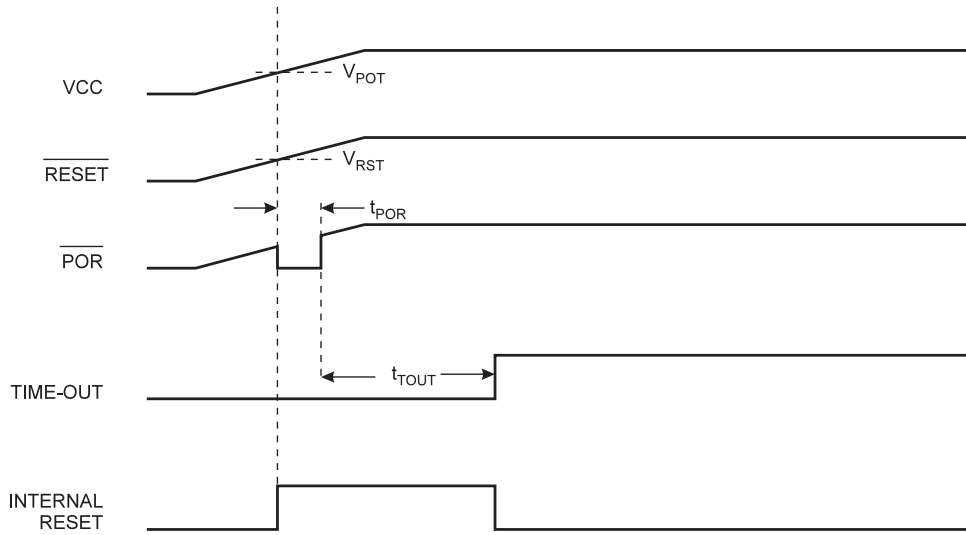 VCC
V_POT
RESET
V_RST
t_POR
POR
t_TOUT
TIME-OUT
INTERNAL
RESET